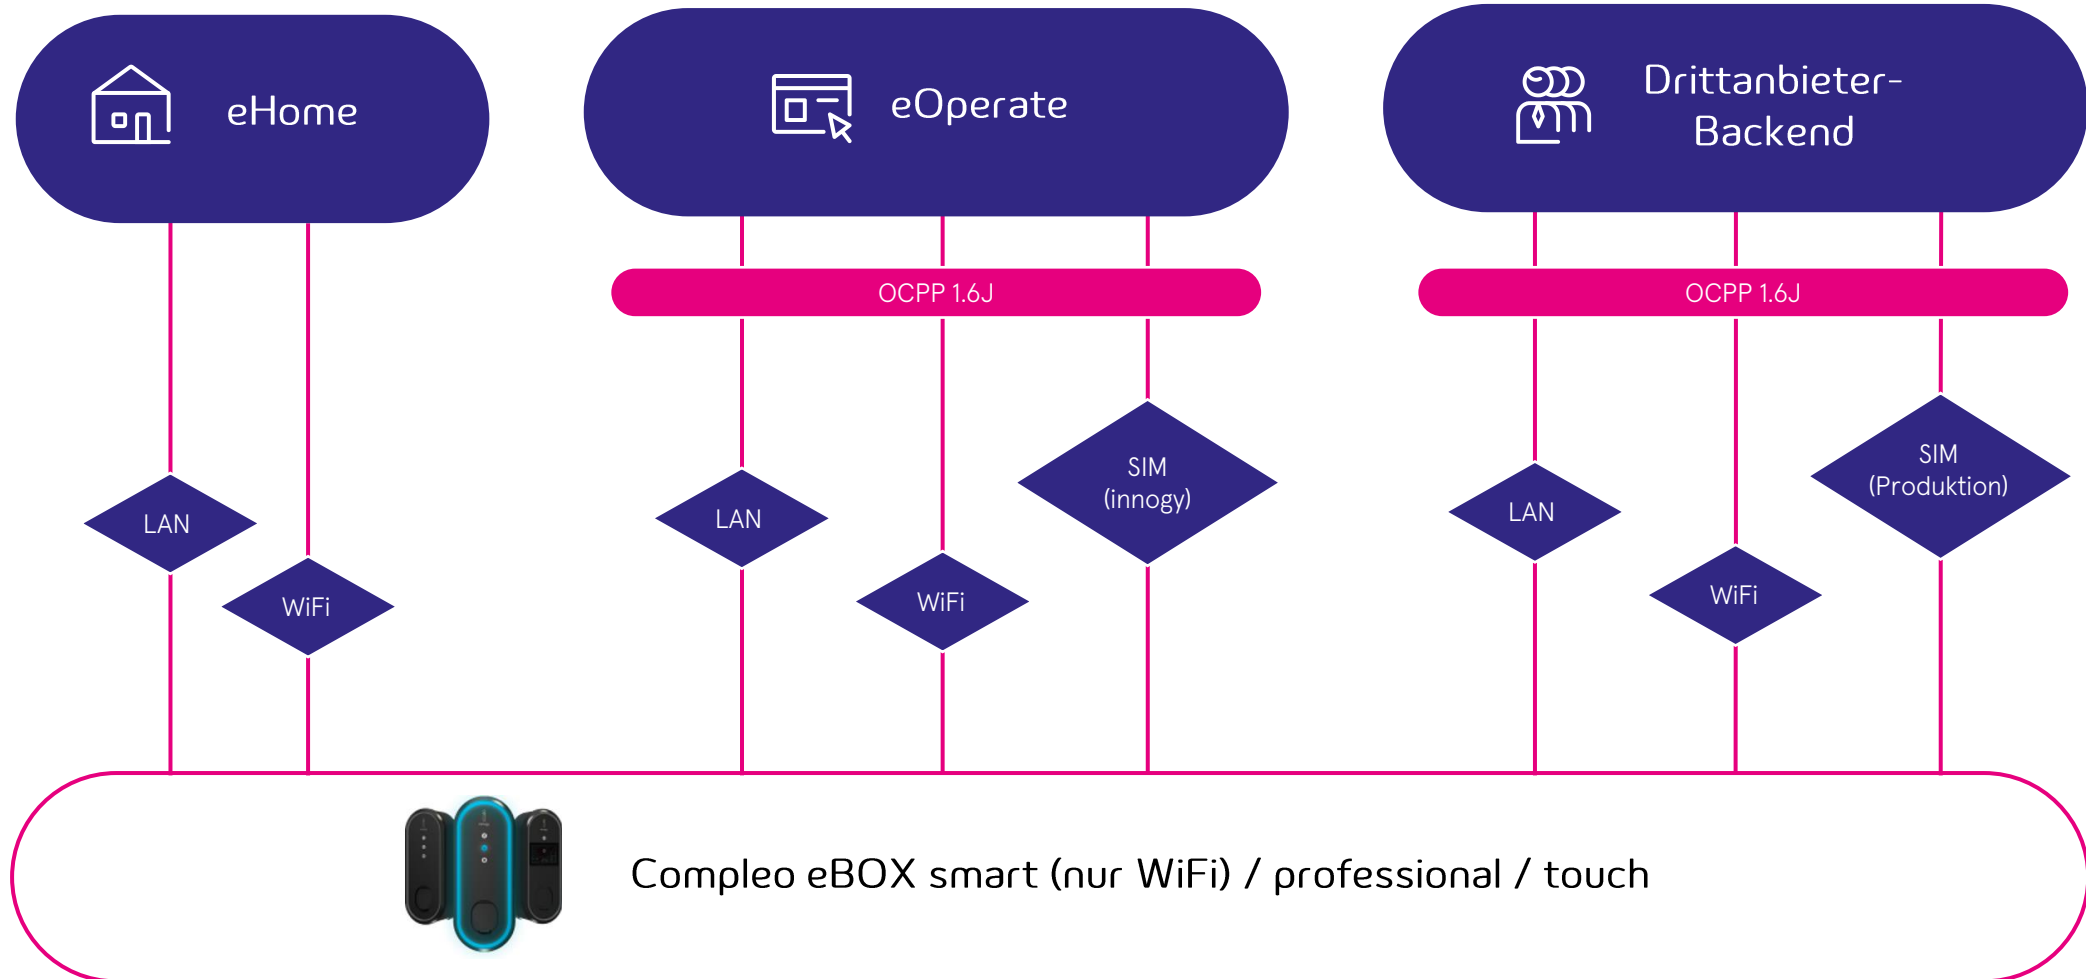 eHome
eOperate
Drittanbieter-
Backend
OCPP 1.6J
OCPP 1.6J
LAN
WiFi
LAN
WiFi
SIM
(innogy)
LAN
WiFi
SIM
(Produktion)
Compleo eBOX smart (nur WiFi) / professional / touch